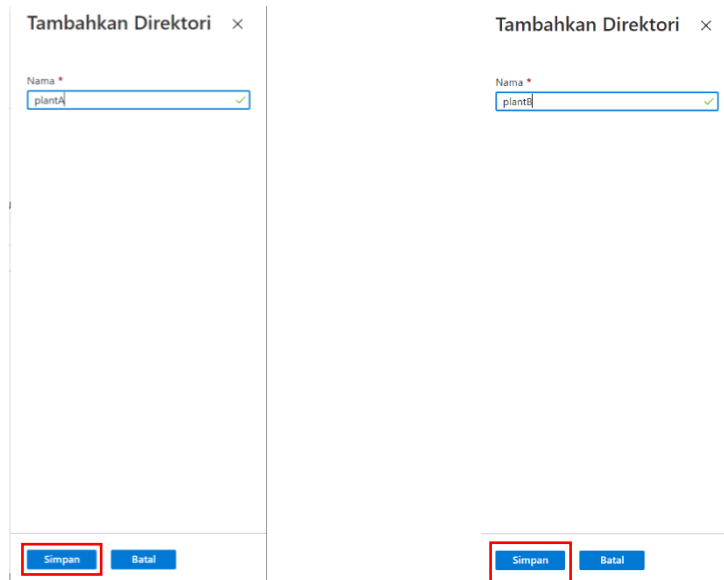 Tambahkan Direktori
Nama *
plantA
Simpan Batal
Tambahkan Direktori
Nama *
plantB
Simpan Batal